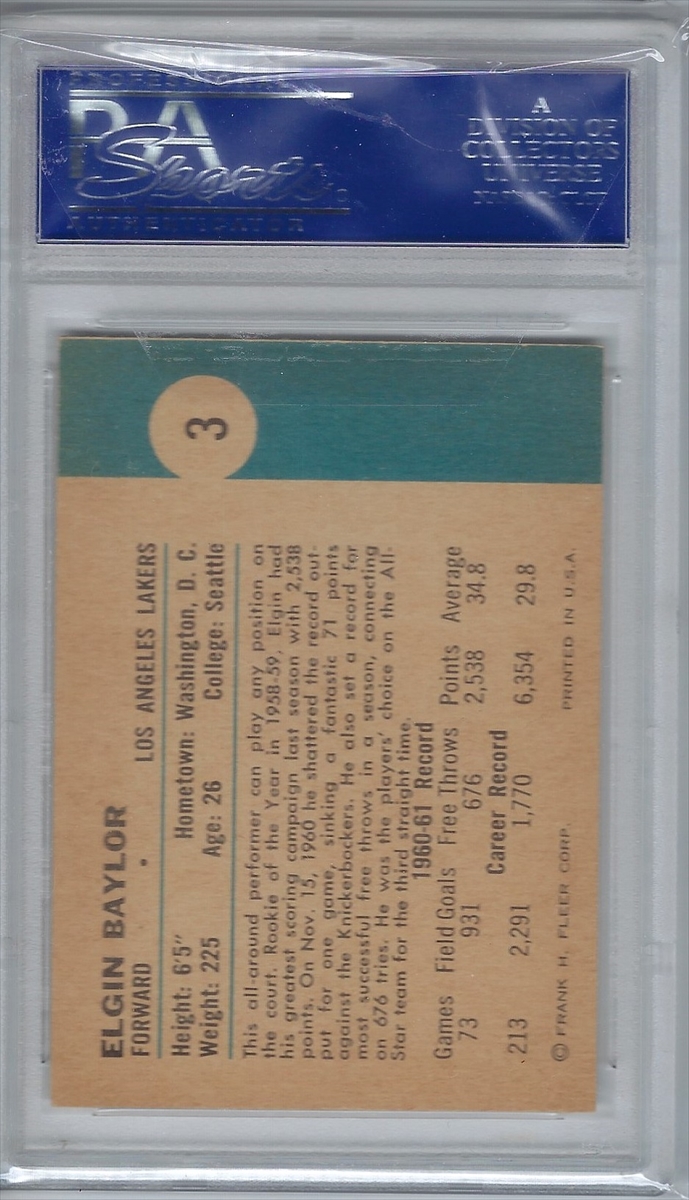 PROFESSIONAL
PSA
Sports
AUTHENTICATOR
A
DIVISION OF
COLLECTORS
UNIVERSE
3
ELGIN BAYLOR
FORWARD • LOS ANGELES LAKERS
Height: 6'5" Hometown: Washington, D. C.
Weight: 225 Age: 26 College: Seattle
This all-around performer can play any position on
the court. Rookie of the Year in 1958-59, Elgin had
his greatest scoring campaign last season with 2,538
points. On Nov. 15, 1960 he shattered the record out-
put for one game, sinking a fantastic 71 points
against the Knickerbockers. He also set a record for
most successful free throws in a season, connecting
on 676 tries. He was the players' choice on the All-
Star team for the third straight time.
1960-61 Record
Games Field Goals Free Throws Points Average
73 931 676 2,538 34.8
Career Record
213 2,291 1,770 6,354 29.8
© FRANK H. FLEER CORP. PRINTED IN U.S.A.